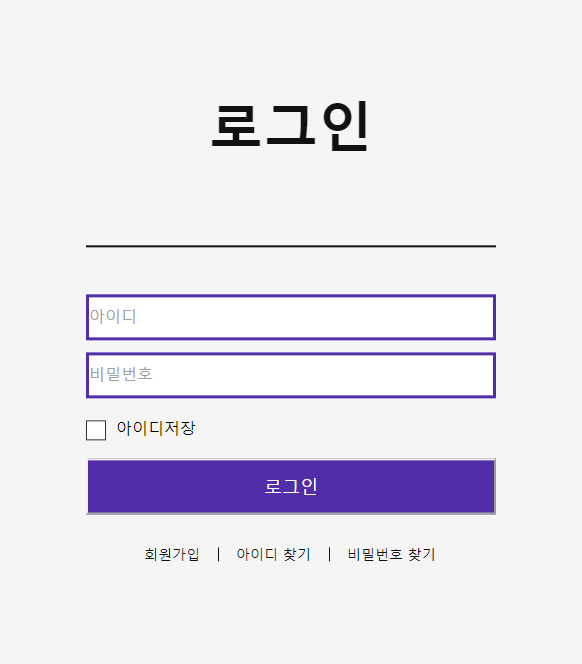 로그인
아이디
비밀번호
아이디저장
로그인
회원가입 | 아이디 찾기 | 비밀번호 찾기